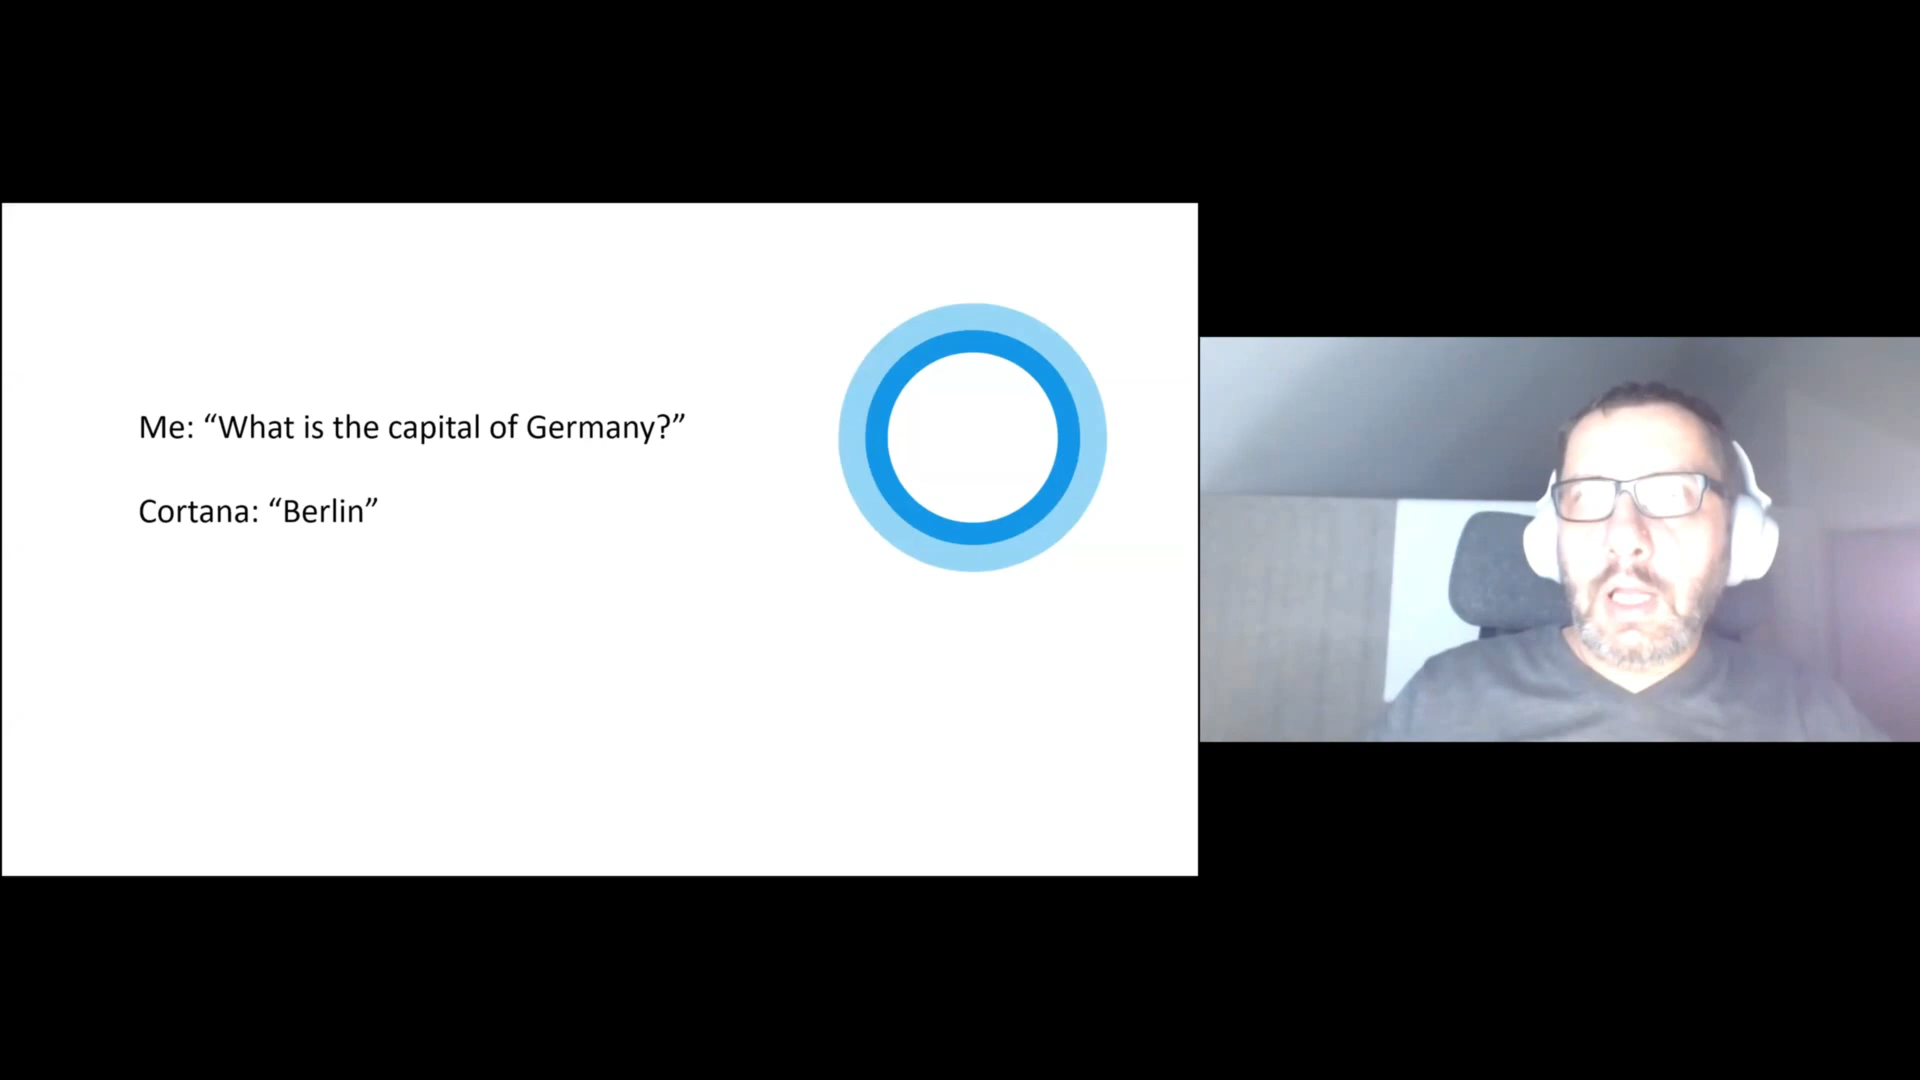 Me: “What is the capital of Germany?”
Cortana: “Berlin”